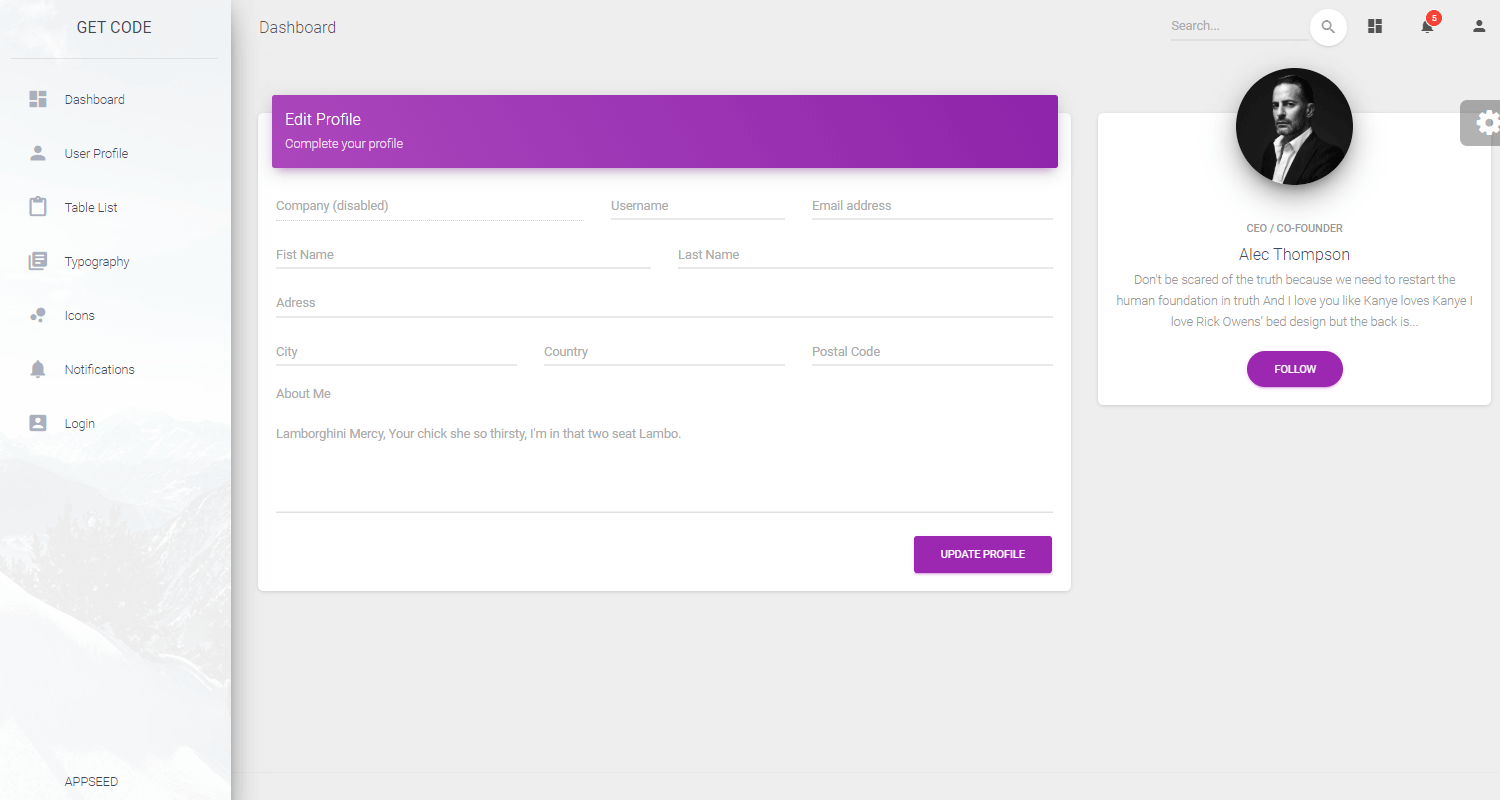 GET CODE
Dashboard
User Profile
Table List
Typography
Icons
Notifications
Login
APPSEED
Dashboard
Search...
5
Edit Profile
Complete your profile
Company (disabled)
Username
Email address
Fist Name
Last Name
Adress
City
Country
Postal Code
About Me
Lamborghini Mercy, Your chick she so thirsty, I'm in that two seat Lambo.
UPDATE PROFILE
CEO / CO-FOUNDER
Alec Thompson
Don't be scared of the truth because we need to restart the
human foundation in truth And I love you like Kanye loves Kanye I
love Rick Owens' bed design but the back is...
FOLLOW